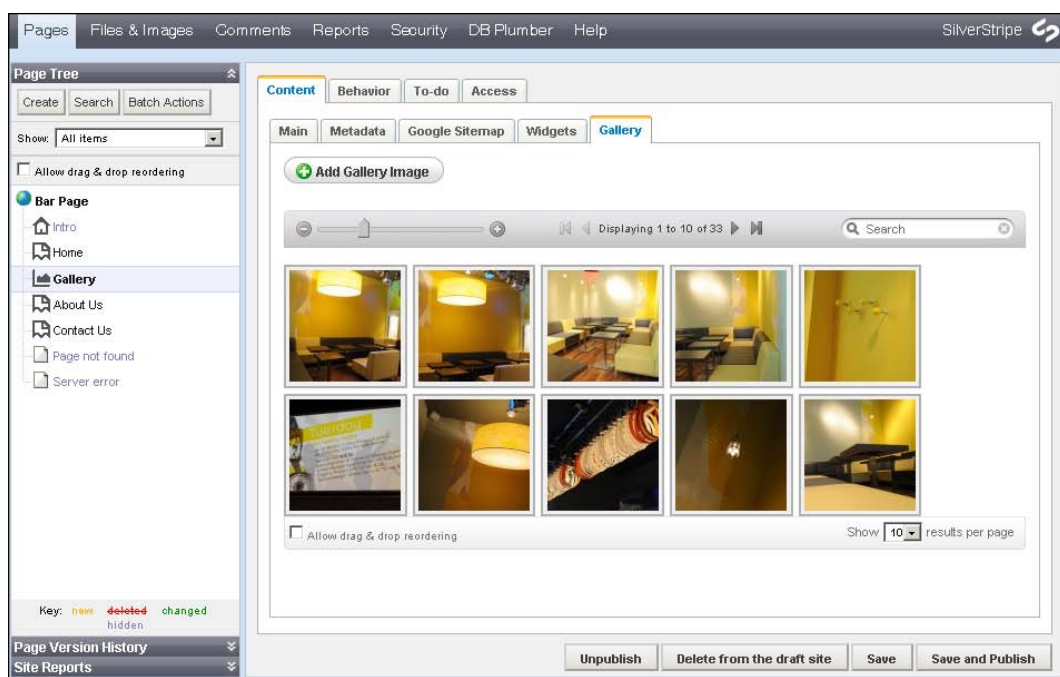 Pages Files & Images Comments Reports Security DB Plumber Help SilverStripe
Page Tree
Create Search Batch Actions
Show: All items
Allow drag & drop reordering
Bar Page
Intro
Home
Gallery
About Us
Contact Us
Page not found
Server error
Key: new deleted changed
hidden
Page Version History
Site Reports
Content Behavior To-do Access
Main Metadata Google Sitemap Widgets Gallery
Add Gallery Image
Displaying 1 to 10 of 33
Search
Tuesday
Allow drag & drop reordering
Show 10 results per page
Unpublish Delete from the draft site Save Save and Publish